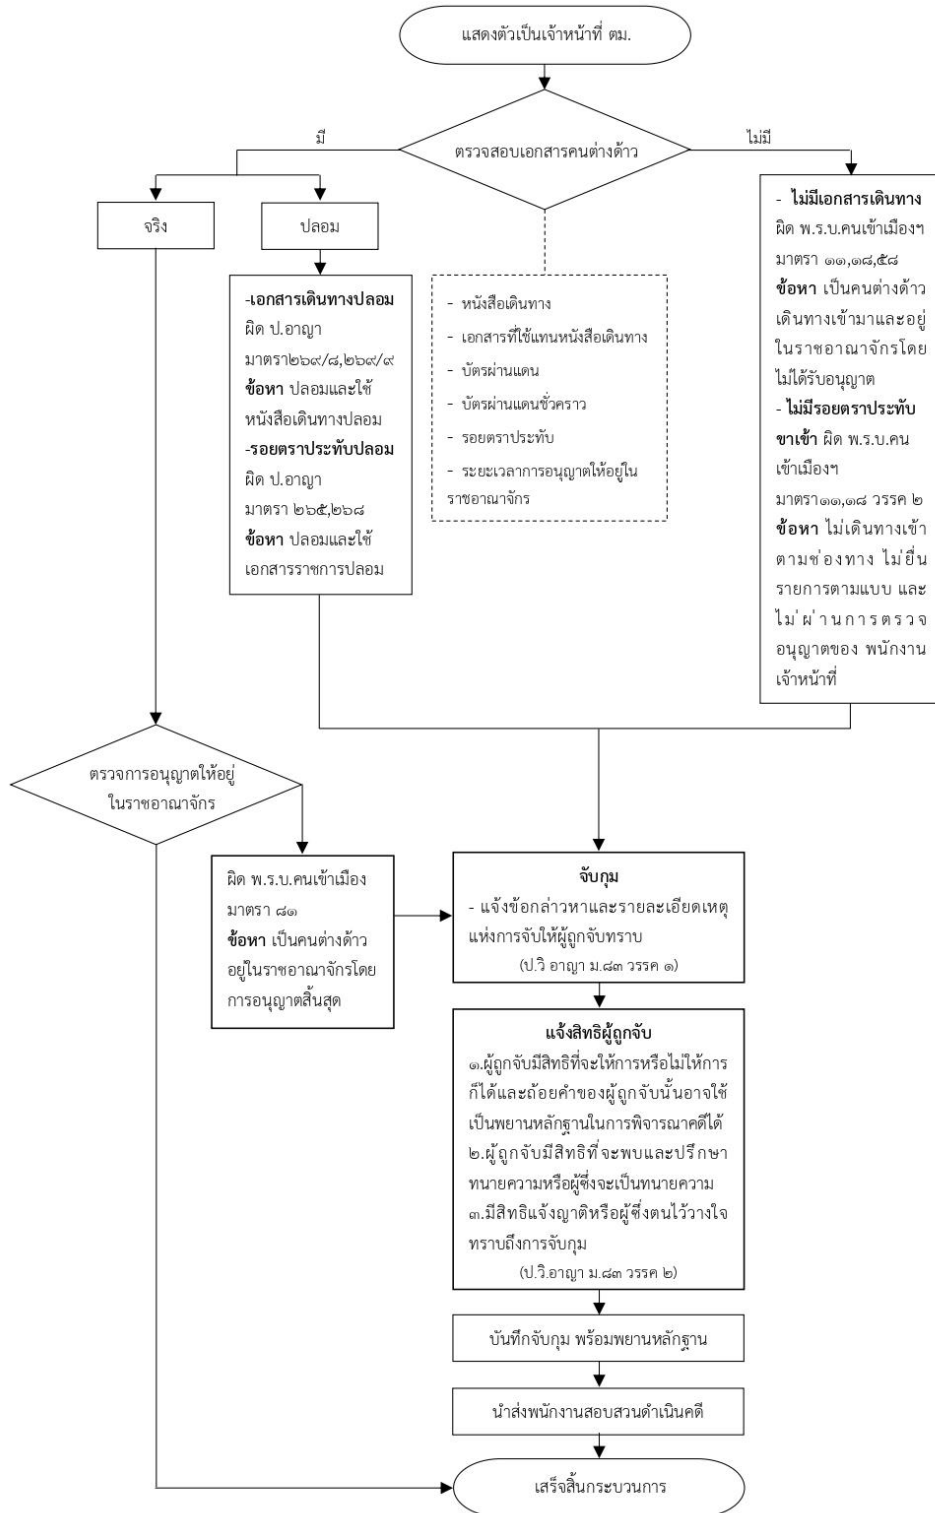 แสดงตัวเป็นเจ้าหน้าที่ ตม.
ตรวจสอบเอกสารคนต่างด้าว
มี
ไม่มี
จริง
ปลอม
-เอกสารเดินทางปลอม
ผิด ป.อาญา
มาตรา๒๖๙/๘,๒๖๙/๙
ข้อหา ปลอมและใช้
หนังสือเดินทางปลอม
-รอยตราประทับปลอม
ผิด ป.อาญา
มาตรา ๒๖๕,๒๖๘
ข้อหา ปลอมและใช้
เอกสารราชการปลอม
- หนังสือเดินทาง
- เอกสารที่ใช้แทนหนังสือเดินทาง
- บัตรผ่านแดน
- บัตรผ่านแดนชั่วคราว
- รอยตราประทับ
- ระยะเวลาการอนุญาตให้อยู่ใน
ราชอาณาจักร
- ไม่มีเอกสารเดินทาง
ผิด พ.ร.บ.คนเข้าเมืองฯ
มาตรา ๑๑,๑๘,๕๘
ข้อหา เป็นคนต่างด้าว
เดินทางเข้ามาและอยู่
ในราชอาณาจักรโดย
ไม่ได้รับอนุญาต
- ไม่มีรอยตราประทับ
ขาเข้า ผิด พ.ร.บ.คน
เข้าเมืองฯ
มาตรา๑๑,๑๘ วรรค ๒
ข้อหา ไม่เดินทางเข้า
ตามช่องทาง ไม่ยื่น
รายการตามแบบ และ
ไม่ผ่านการตรวจ
อนุญาตของ พนักงาน
เจ้าหน้าที่
ตรวจการอนุญาตให้อยู่
ในราชอาณาจักร
ผิด พ.ร.บ.คนเข้าเมือง
มาตรา ๘๑
ข้อหา เป็นคนต่างด้าว
อยู่ในราชอาณาจักรโดย
การอนุญาตสิ้นสุด
จับกุม
- แจ้งข้อกล่าวหาและรายละเอียดเหตุ
แห่งการจับให้ผู้ถูกจับทราบ
(ป.วิ อาญา ม.๘๓ วรรค ๑)
แจ้งสิทธิผู้ถูกจับ
๑.ผู้ถูกจับมีสิทธิที่จะให้การหรือไม่ให้การ
ก็ได้และถ้อยคำของผู้ถูกจับนั้นอาจใช้
เป็นพยานหลักฐานในการพิจารณาคดีได้
๒.ผู้ถูกจับมีสิทธิที่จะพบและปรึกษา
ทนายความหรือผู้ซึ่งจะเป็นทนายความ
๓.มีสิทธิแจ้งญาติหรือผู้ซึ่งตนไว้วางใจ
ทราบถึงการจับกุม
(ป.วิ.อาญา ม.๘๓ วรรค ๒)
บันทึกจับกุม พร้อมพยานหลักฐาน
นำส่งพนักงานสอบสวนดำเนินคดี
เสร็จสิ้นกระบวนการ